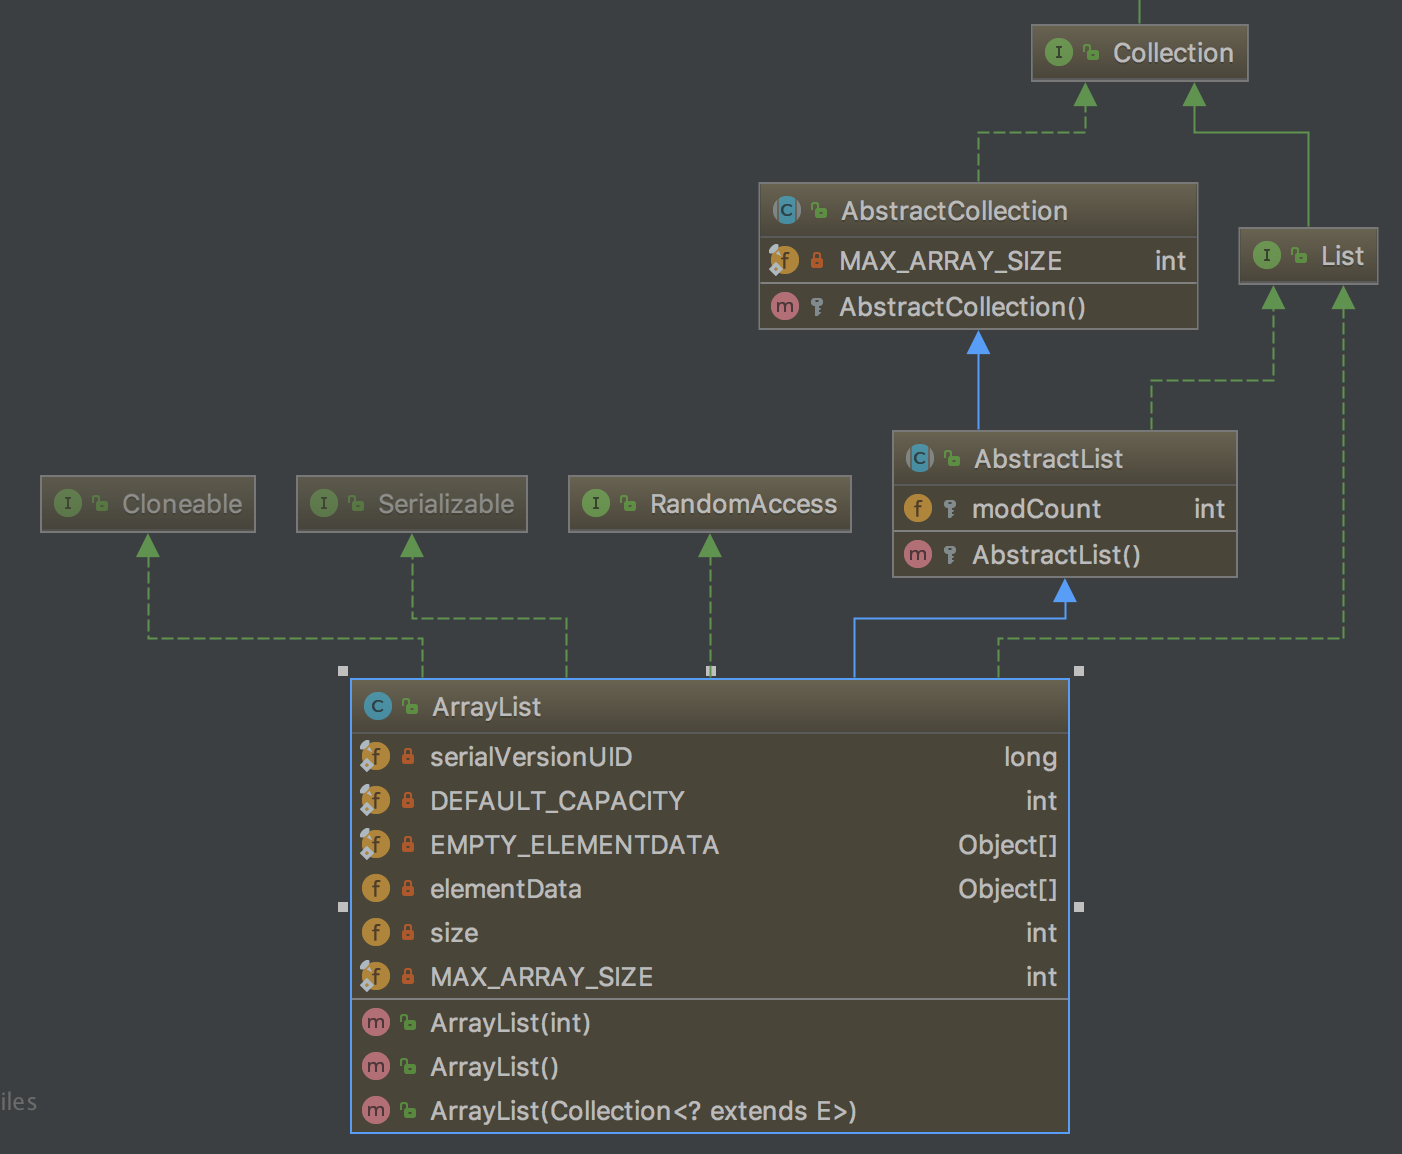 Collection
AbstractCollection
MAX_ARRAY_SIZE int
AbstractCollection()
List
AbstractList
modCount int
AbstractList()
Cloneable
Serializable
RandomAccess
ArrayList
serialVersionUID long
DEFAULT_CAPACITY int
EMPTY_ELEMENTDATA Object[]
elementData Object[]
size int
MAX_ARRAY_SIZE int
ArrayList(int)
ArrayList()
ArrayList(Collection<? extends E>)
iles